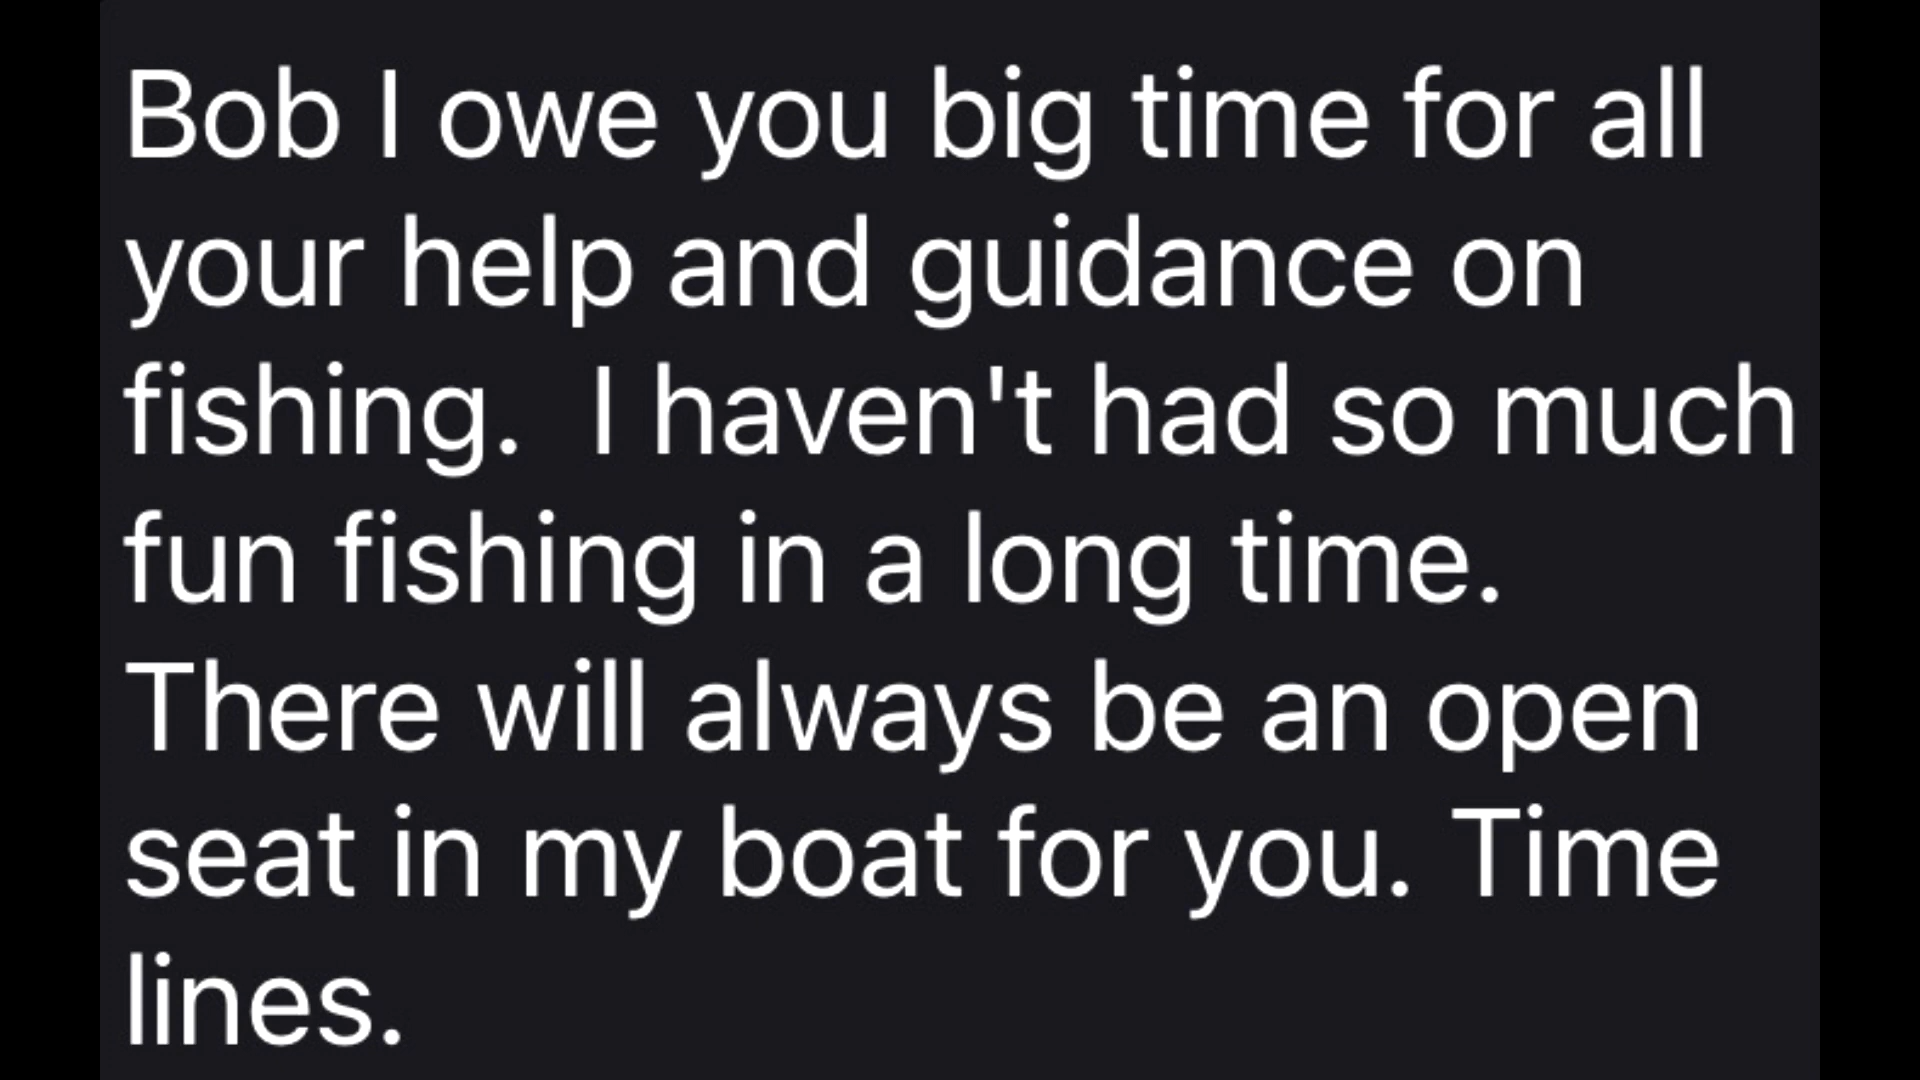 Bob I owe you big time for all
your help and guidance on
fishing.  I haven't had so much
fun fishing in a long time.
There will always be an open
seat in my boat for you. Time
lines.